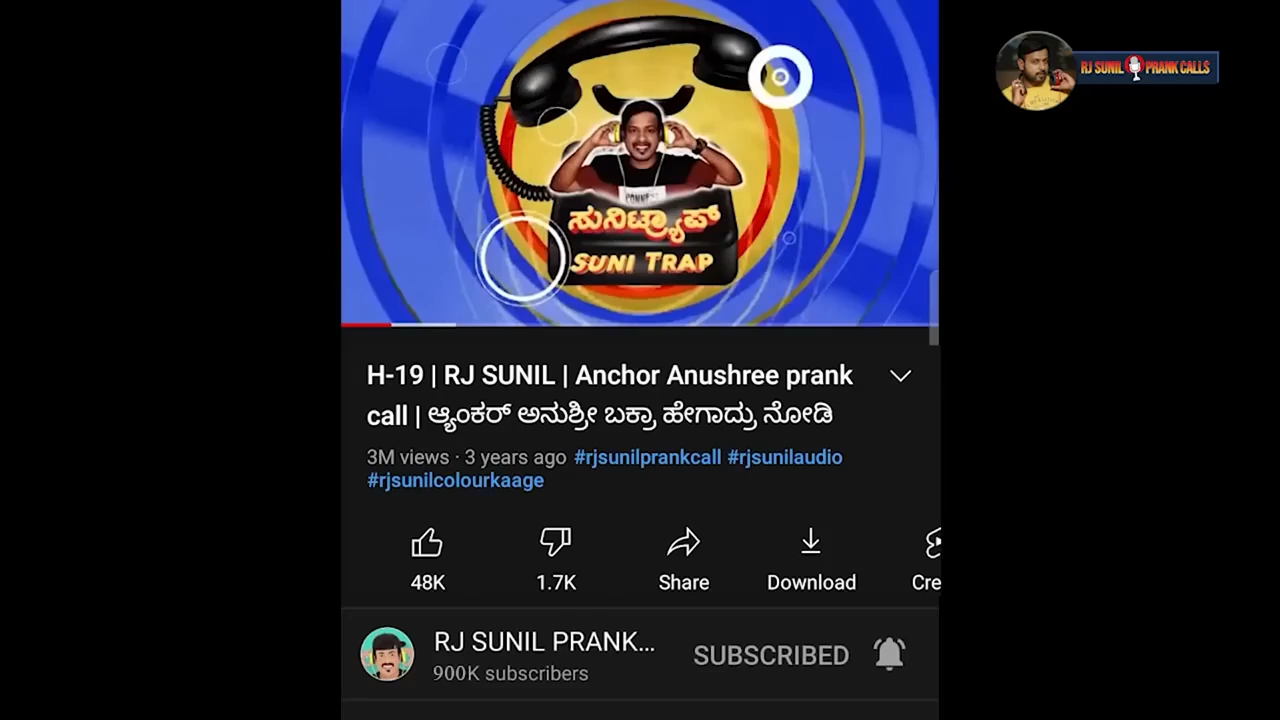 RJ SUNIL PRANK CALLS
ಸುನಿಟ್ರ್ಯಾಪ್
SUNI TRAP
H-19 | RJ SUNIL | Anchor Anushree prank
call | ಆ್ಯಂಕರ್ ಅನುಶ್ರೀ ಬಕ್ರಾ ಹೇಗಾದ್ರು ನೋಡಿ
3M views · 3 years ago #rjsunilprankcall #rjsunilaudio
#rjsunilcolourkaage
48K 1.7K Share Download Cre
RJ SUNIL PRANK... SUBSCRIBED
900K subscribers